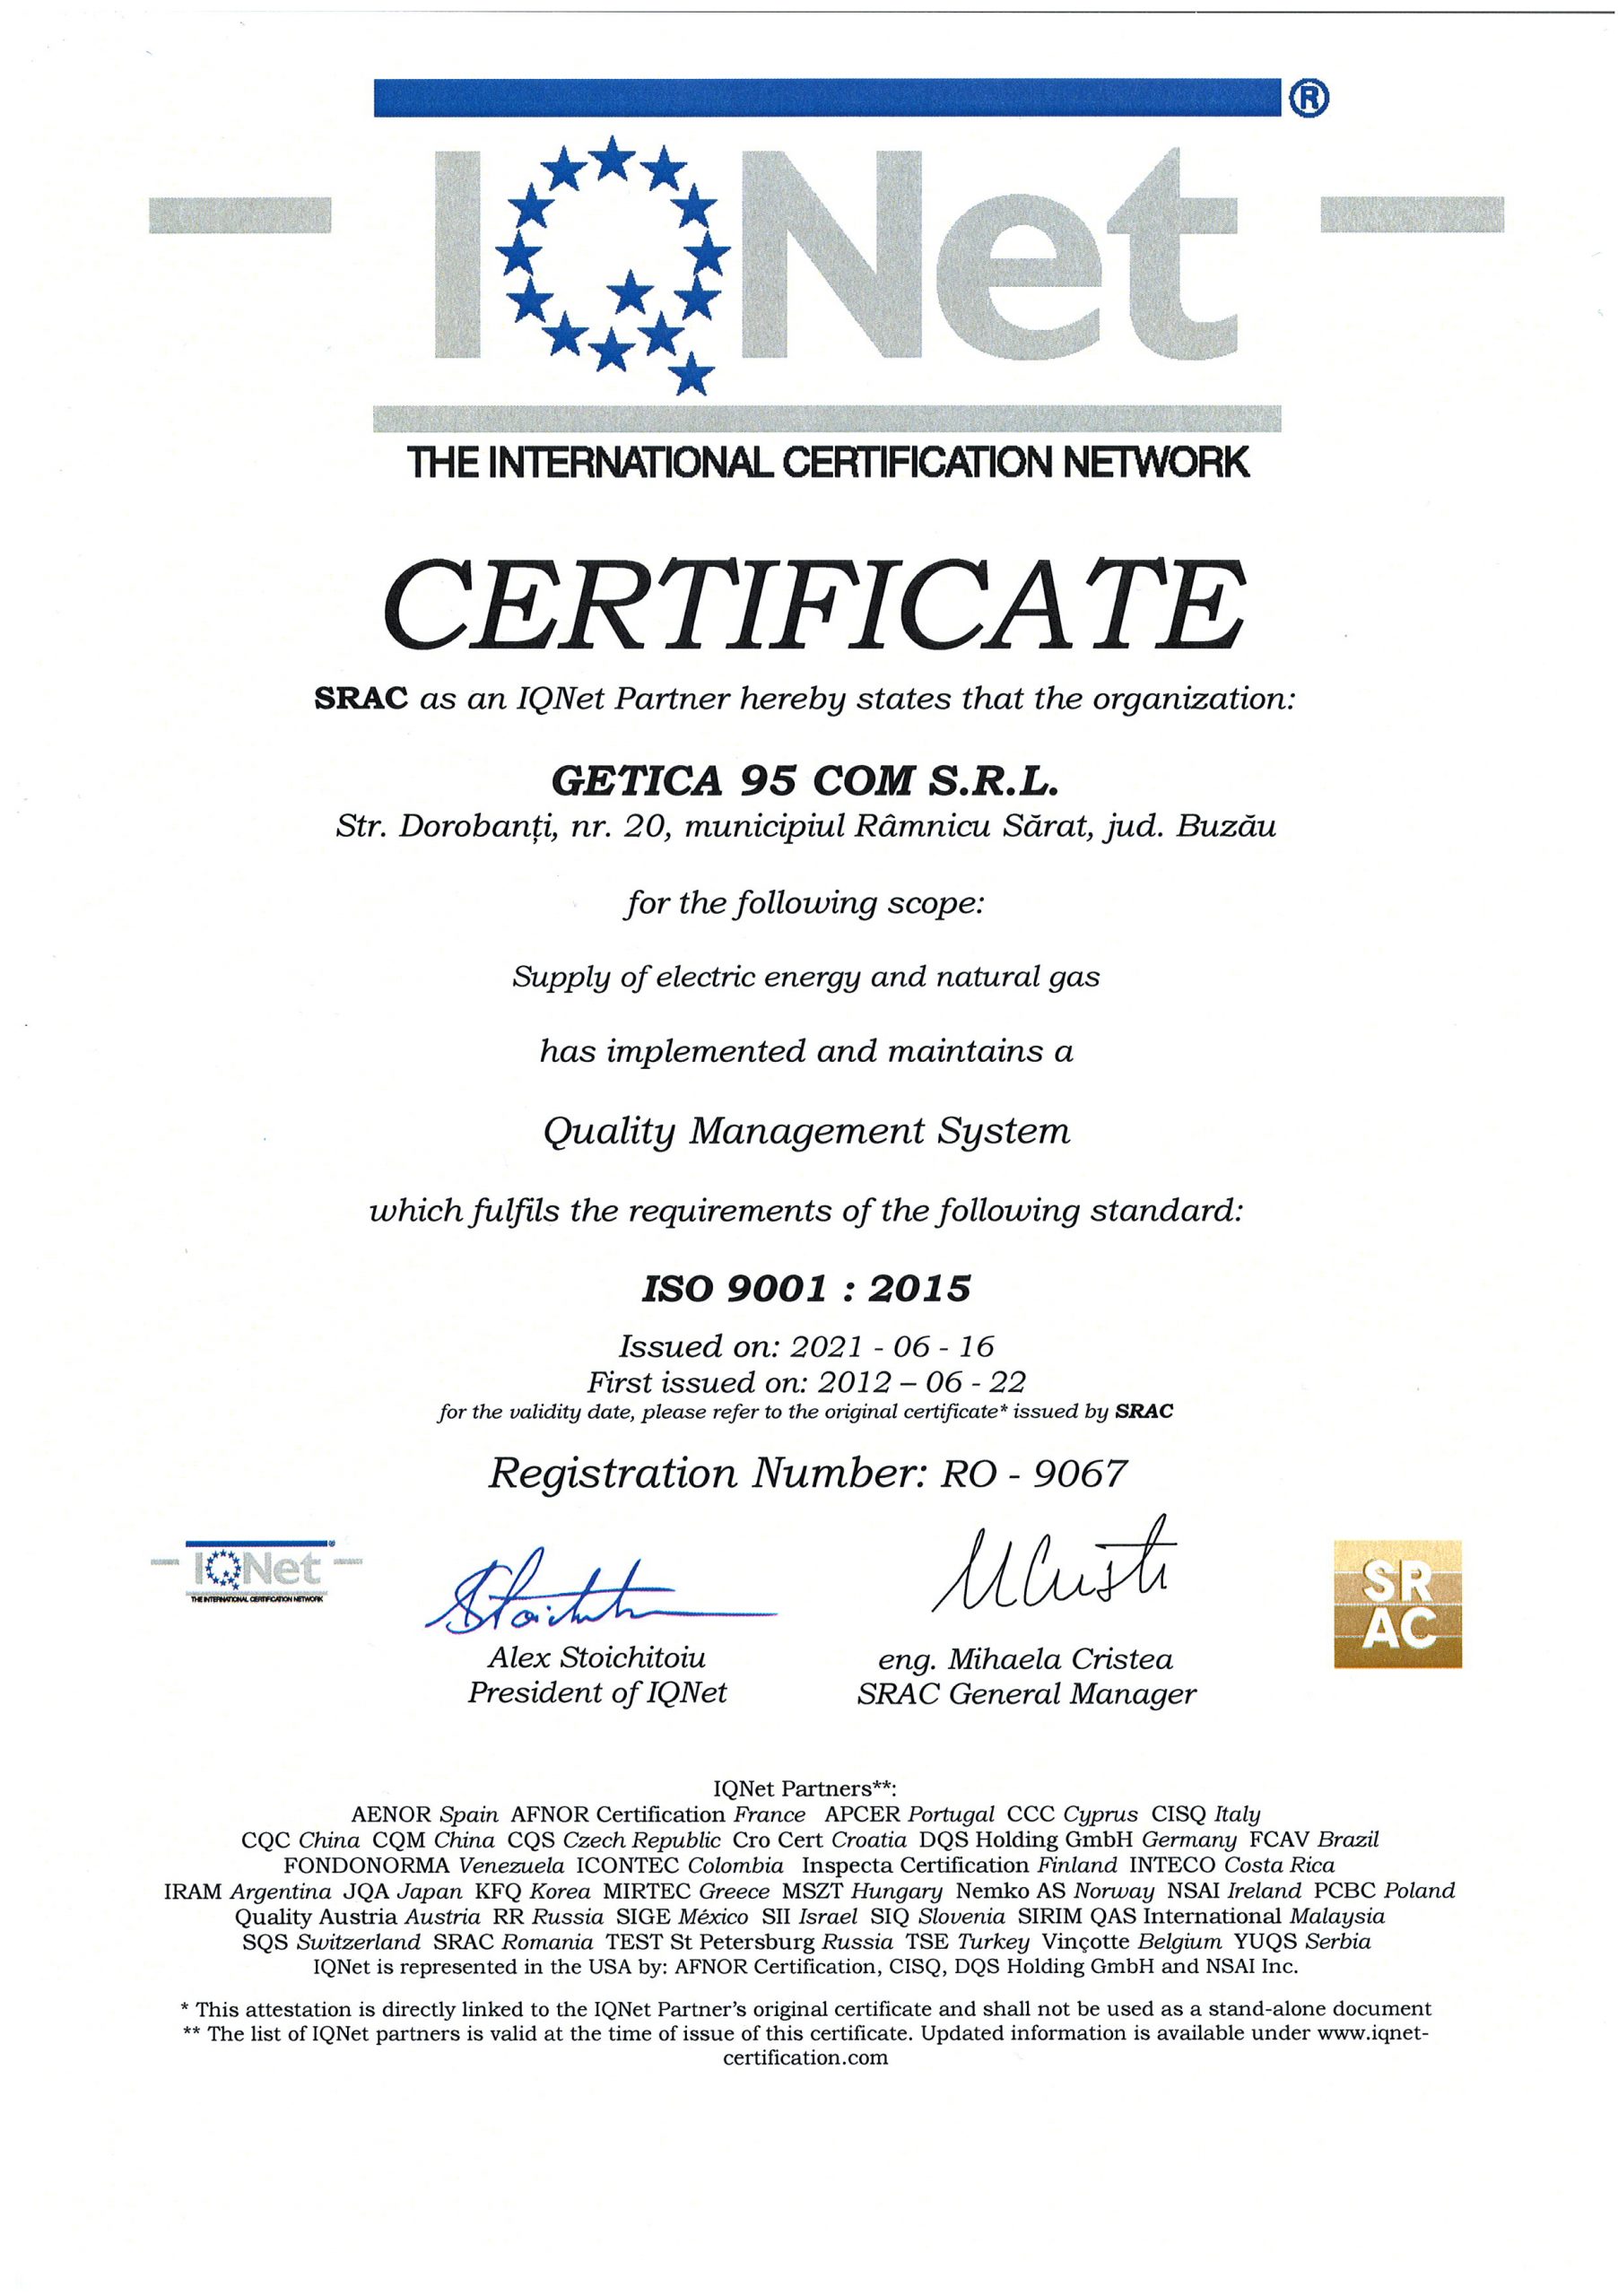 IQNet ®
THE INTERNATIONAL CERTIFICATION NETWORK
CERTIFICATE
SRAC as an IQNet Partner hereby states that the organization:
GETICA 95 COM S.R.L.
Str. Dorobanți, nr. 20, municipiul Râmnicu Sărat, jud. Buzău
for the following scope:
Supply of electric energy and natural gas
has implemented and maintains a
Quality Management System
which fulfils the requirements of the following standard:
ISO 9001 : 2015
Issued on: 2021 - 06 - 16
First issued on: 2012 – 06 - 22
for the validity date, please refer to the original certificate* issued by SRAC
Registration Number: RO - 9067
IQNet ®
THE INTERNATIONAL CERTIFICATION NETWORK
SR
AC
Alex Stoichitoiu
President of IQNet
eng. Mihaela Cristea
SRAC General Manager
IQNet Partners**:
AENOR Spain AFNOR Certification France APCER Portugal CCC Cyprus CISQ Italy
CQC China CQM China CQS Czech Republic Cro Cert Croatia DQS Holding GmbH Germany FCAV Brazil
FONDONORMA Venezuela ICONTEC Colombia Inspecta Certification Finland INTECO Costa Rica
IRAM Argentina JQA Japan KFQ Korea MIRTEC Greece MSZT Hungary Nemko AS Norway NSAI Ireland PCBC Poland
Quality Austria Austria RR Russia SIGE México SII Israel SIQ Slovenia SIRIM QAS International Malaysia
SQS Switzerland SRAC Romania TEST St Petersburg Russia TSE Turkey Vinçotte Belgium YUQS Serbia
IQNet is represented in the USA by: AFNOR Certification, CISQ, DQS Holding GmbH and NSAI Inc.
* This attestation is directly linked to the IQNet Partner's original certificate and shall not be used as a stand-alone document
** The list of IQNet partners is valid at the time of issue of this certificate. Updated information is available under www.iqnet-
certification.com